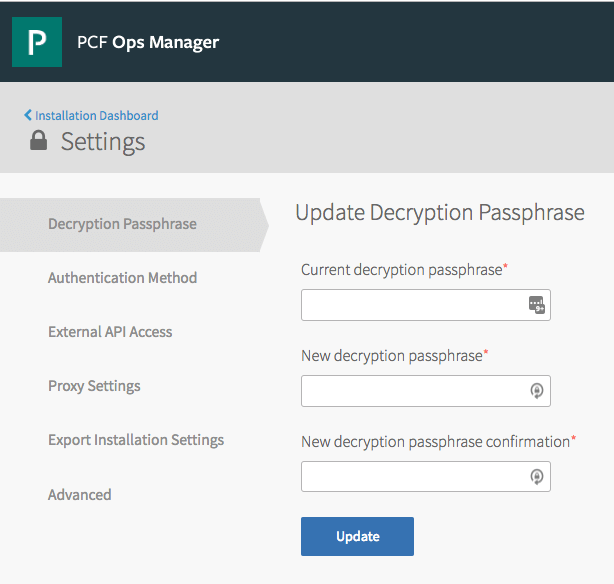 P
PCF Ops Manager
Installation Dashboard
Settings
Decryption Passphrase
Authentication Method
External API Access
Proxy Settings
Export Installation Settings
Advanced
Update Decryption Passphrase
Current decryption passphrase*
9+
New decryption passphrase*
New decryption passphrase confirmation*
Update